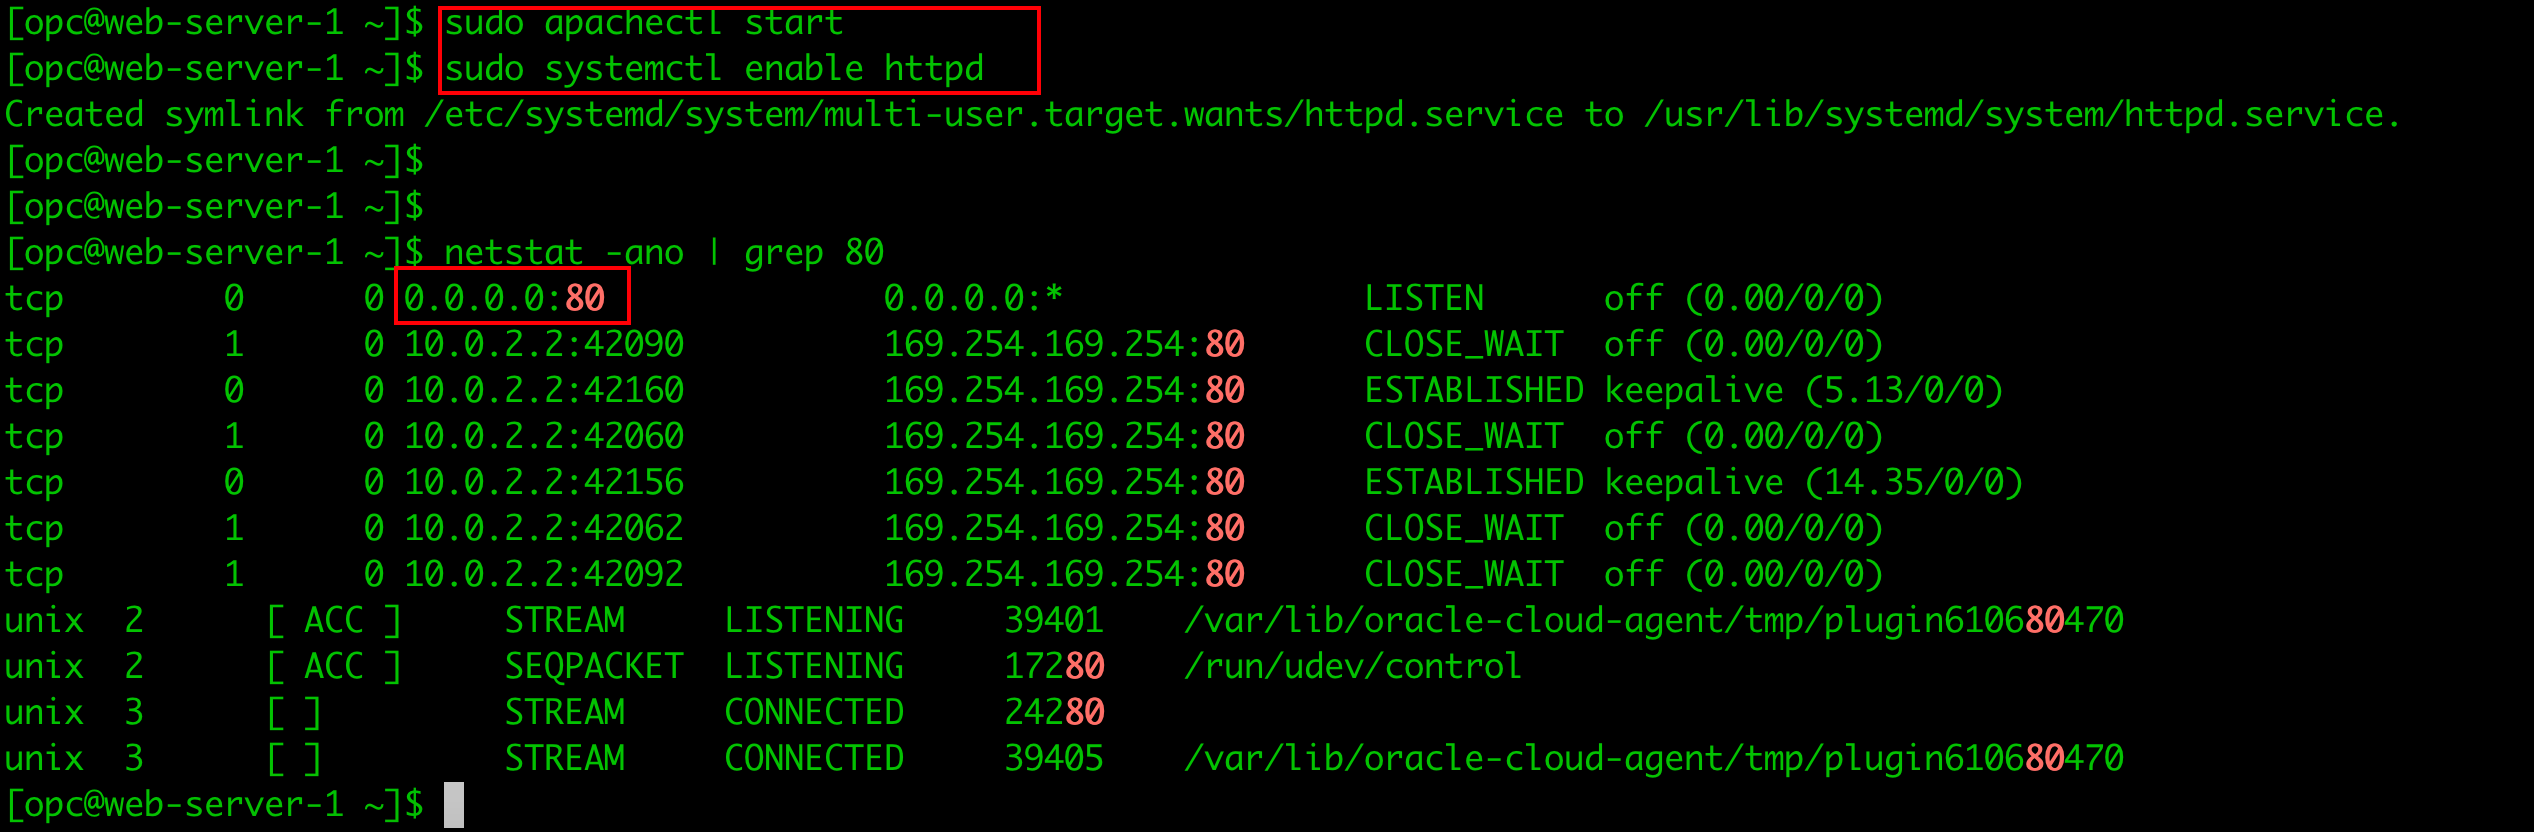 [opc@web-server-1 ~]$ sudo apachectl start
[opc@web-server-1 ~]$ sudo systemctl enable httpd
Created symlink from /etc/systemd/system/multi-user.target.wants/httpd.service to /usr/lib/systemd/system/httpd.service.
[opc@web-server-1 ~]$
[opc@web-server-1 ~]$
[opc@web-server-1 ~]$ netstat -ano | grep 80
tcp        0      0 0.0.0.0:80              0.0.0.0:*               LISTEN      off (0.00/0/0)
tcp        1      0 10.0.2.2:42090          169.254.169.254:80      CLOSE_WAIT  off (0.00/0/0)
tcp        0      0 10.0.2.2:42160          169.254.169.254:80      ESTABLISHED keepalive (5.13/0/0)
tcp        1      0 10.0.2.2:42060          169.254.169.254:80      CLOSE_WAIT  off (0.00/0/0)
tcp        0      0 10.0.2.2:42156          169.254.169.254:80      ESTABLISHED keepalive (14.35/0/0)
tcp        1      0 10.0.2.2:42062          169.254.169.254:80      CLOSE_WAIT  off (0.00/0/0)
tcp        1      0 10.0.2.2:42092          169.254.169.254:80      CLOSE_WAIT  off (0.00/0/0)
unix  2      [ ACC ]     STREAM     LISTENING     39401    /var/lib/oracle-cloud-agent/tmp/plugin610680470
unix  2      [ ACC ]     SEQPACKET  LISTENING     17280    /run/udev/control
unix  3      [ ]         STREAM     CONNECTED     24280
unix  3      [ ]         STREAM     CONNECTED     39405    /var/lib/oracle-cloud-agent/tmp/plugin610680470
[opc@web-server-1 ~]$